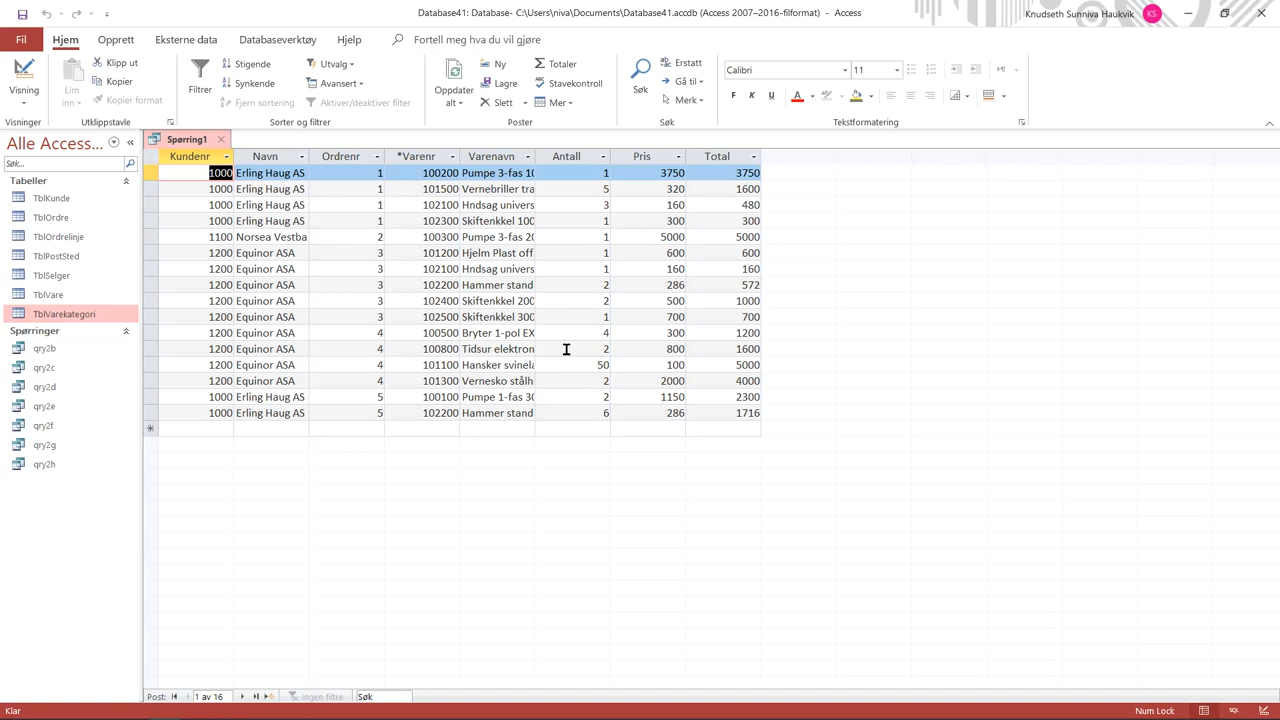 Database41: Database- C:\Users\niva\Documents\Database41.accdb (Access 2007–2016-filformat) - Access
Knudseth Sunniva Haukvik KS
Fil Hjem Opprett Eksterne data Databaseverktøy Hjelp Fortell meg hva du vil gjøre
Visning
Visninger
Lim inn
Klipp ut
Kopier
Kopier format
Utklippstavle
Filtrer
Stigende
Synkende
Fjern sortering
Utvalg
Avansert
Aktiver/deaktiver filter
Sorter og filtrer
Oppdater alt
Ny
Lagre
Slett
Totaler
Stavekontroll
Mer
Poster
Søk
Erstatt
Gå til
Merk
Søk
Calibri 11
F K U A
Tekstformatering
Alle Access...
Søk...
Tabeller
TblKunde
TblOrdre
TblOrdrelinje
TblPostSted
TblSelger
TblVare
TblVarekategori
Spørringer
qry2b
qry2c
qry2d
qry2e
qry2f
qry2g
qry2h
Spørring1
Kundenr Navn Ordrenr *Varenr Varenavn Antall Pris Total
1000 Erling Haug AS 1 100200 Pumpe 3-fas 10 1 3750 3750
1000 Erling Haug AS 1 101500 Vernebriller tra 5 320 1600
1000 Erling Haug AS 1 102100 Hndsag univers 3 160 480
1000 Erling Haug AS 1 102300 Skiftenkkel 100 1 300 300
1100 Norsea Vestba 2 100300 Pumpe 3-fas 20 1 5000 5000
1200 Equinor ASA 3 101200 Hjelm Plast off 1 600 600
1200 Equinor ASA 3 102100 Hndsag univers 1 160 160
1200 Equinor ASA 3 102200 Hammer stand 2 286 572
1200 Equinor ASA 3 102400 Skiftenkkel 200 2 500 1000
1200 Equinor ASA 3 102500 Skiftenkkel 300 1 700 700
1200 Equinor ASA 4 100500 Bryter 1-pol EX 4 300 1200
1200 Equinor ASA 4 100800 Tidsur elektron 2 800 1600
1200 Equinor ASA 4 101100 Hansker svinela 50 100 5000
1200 Equinor ASA 4 101300 Vernesko stålh 2 2000 4000
1000 Erling Haug AS 5 100100 Pumpe 1-fas 30 2 1150 2300
1000 Erling Haug AS 5 102200 Hammer stand 6 286 1716
Post: 1 av 16 Ingen filtre Søk
Klar
Num Lock SQL